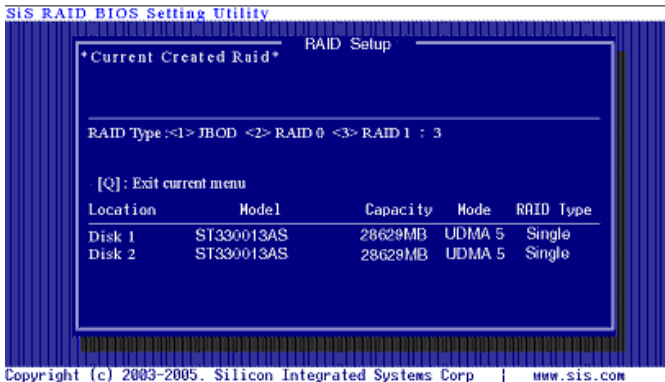 SiS RAID BIOS Setting Utility
RAID Setup
*Current Created Raid*
RAID Type :<1> JBOD <2> RAID 0 <3> RAID 1 : 3
[Q] : Exit current menu
Location Model Capacity Mode RAID Type
Disk 1 ST330013AS 28629MB UDMA 5 Single
Disk 2 ST330013AS 28629MB UDMA 5 Single
Copyright (c) 2003-2005. Silicon Integrated Systems Corp | www.sis.com